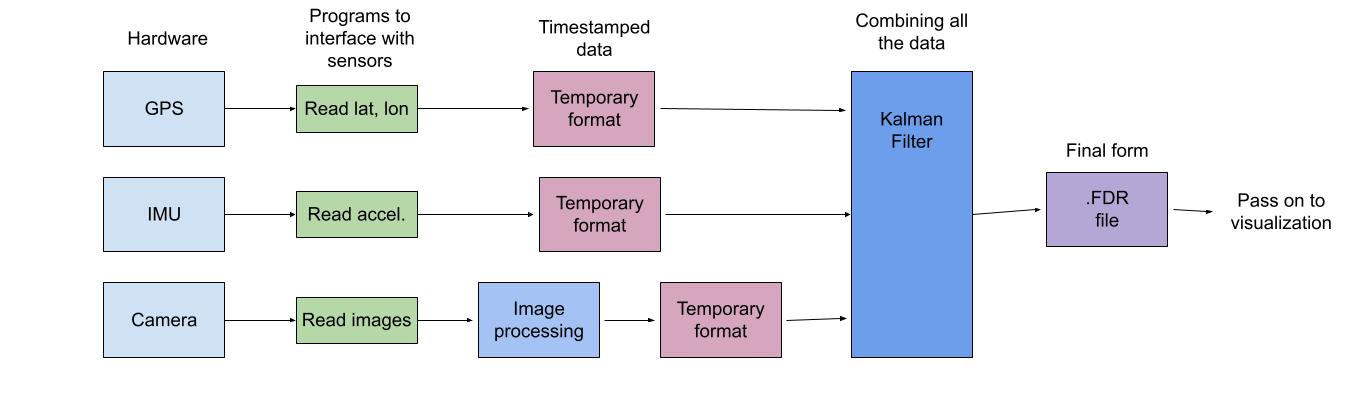 Hardware
Programs to
interface with
sensors
Timestamped
data
Combining all
the data
GPS
Read lat, lon
Temporary
format
Kalman
Filter
IMU
Read accel.
Temporary
format
Camera
Read images
Image
processing
Temporary
format
Final form
.FDR
file
Pass on to
visualization